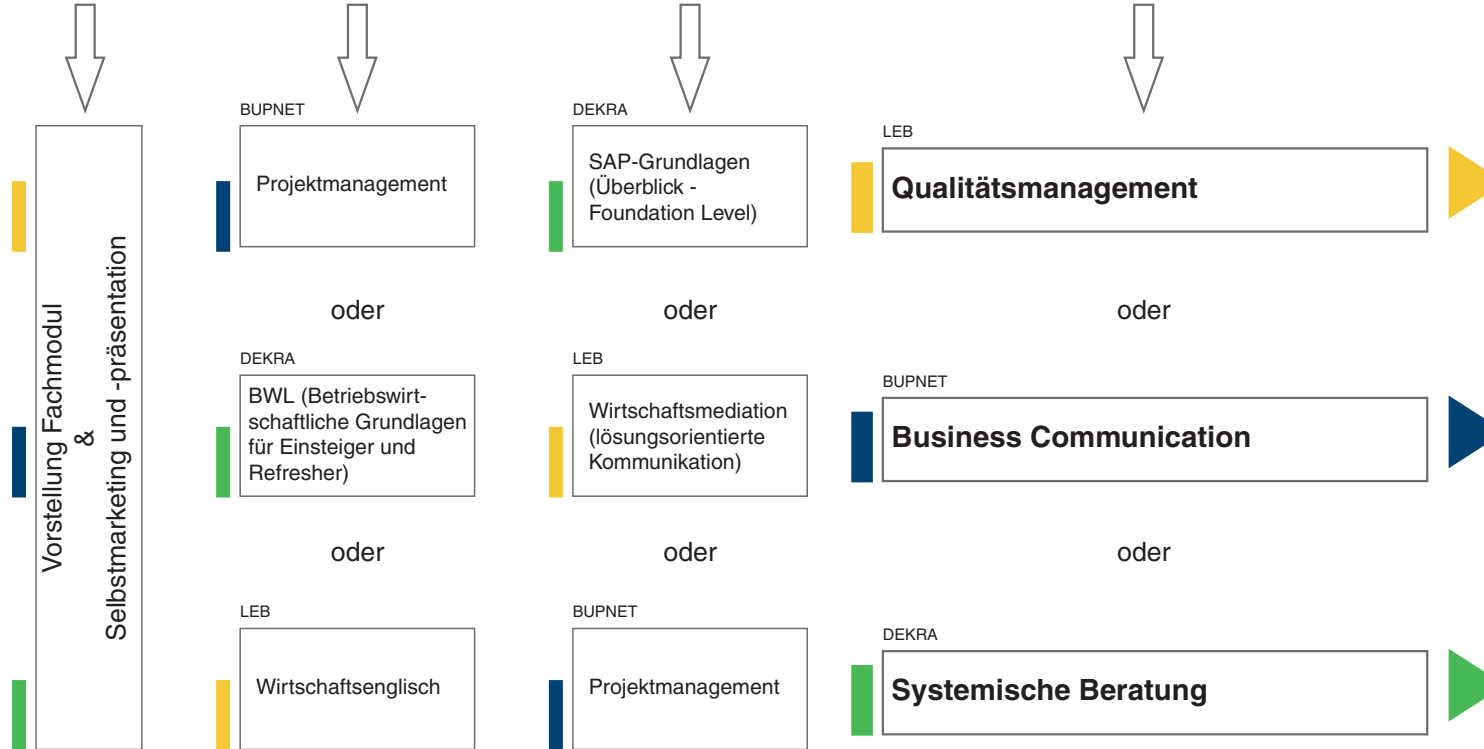 Vorstellung Fachmodul
&
Selbstmarketing und -präsentation
BUPNET
Projektmanagement
oder
DEKRA
BWL (Betriebswirt-
schaftliche Grundlagen
für Einsteiger und
Refresher)
oder
LEB
Wirtschaftsenglisch
DEKRA
SAP-Grundlagen
(Überblick -
Foundation Level)
oder
LEB
Wirtschaftsmediation
(lösungsorientierte
Kommunikation)
oder
BUPNET
Projektmanagement
LEB
Qualitätsmanagement
oder
BUPNET
Business Communication
oder
DEKRA
Systemische Beratung